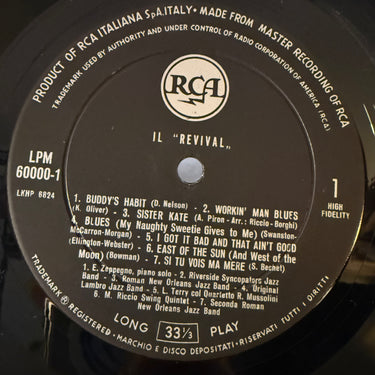 PRODUCT OF RCA ITALIANA S.p.A. ITALY • MADE FROM MASTER RECORDING OF RCA
TRADEMARK USED BY AUTHORITY AND UNDER CONTROL OF RADIO CORPORATION OF AMERICA (RCA)
RCA
IL "REVIVAL„
LPM
60000-1
LKHP 6824
1
HIGH
FIDELITY
1. BUDDY'S HABIT (D. Nelson) - 2. WORKIN' MAN BLUES
(K. Oliver) - 3. SISTER KATE (A. Piron - Arr: Riccio-Borghi)
4. BLUES (My Naughty Sweetie Gives to Me) (Swanston-
McCarron-Morgan) - 5. I GOT IT BAD AND THAT AIN'T GOOD
(Ellington-Webster) - 6. EAST OF THE SUN (And West of the
Moon) (Bowman) - 7. SI TU VOIS MA MERE (S. Bechet)
1. E. Zeppegno, piano solo - 2. Riverside Syncopators Jazz
Band - 3. Roman New Orleans Jazz Band - 4. Original
Lambro Jazz Band - 5. L. Terry col Quartetto R. Mussolini
6. M. Riccio Swing Quintet - 7. Seconda Roman
New Orleans Jazz Band
LONG 33⅓ PLAY
TRADEMARK ® REGISTERED • MARCHIO E DISCO DEPOSITATI • RISERVATI TUTTI I DIRITTI •